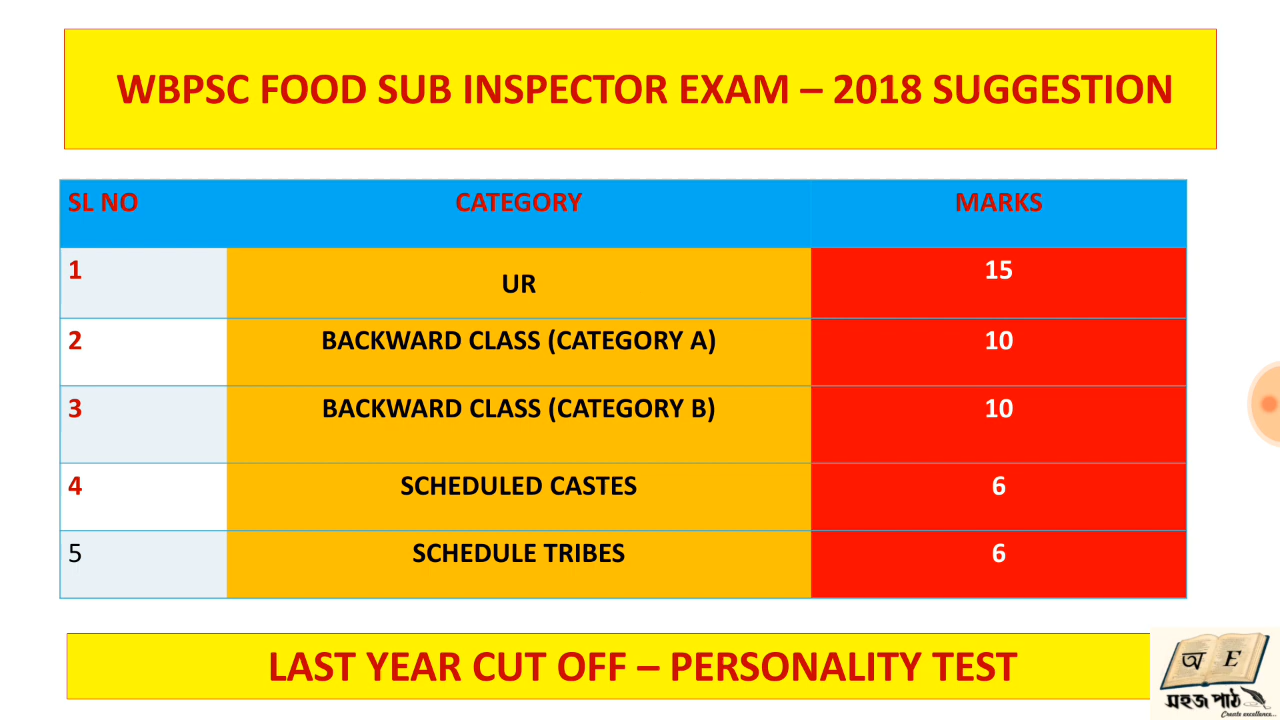 WBPSC FOOD SUB INSPECTOR EXAM – 2018 SUGGESTION
SL NO CATEGORY MARKS
1 UR 15
2 BACKWARD CLASS (CATEGORY A) 10
3 BACKWARD CLASS (CATEGORY B) 10
4 SCHEDULED CASTES 6
5 SCHEDULE TRIBES 6
LAST YEAR CUT OFF – PERSONALITY TEST
অ E
সহজ পাঠ
Create excellence...